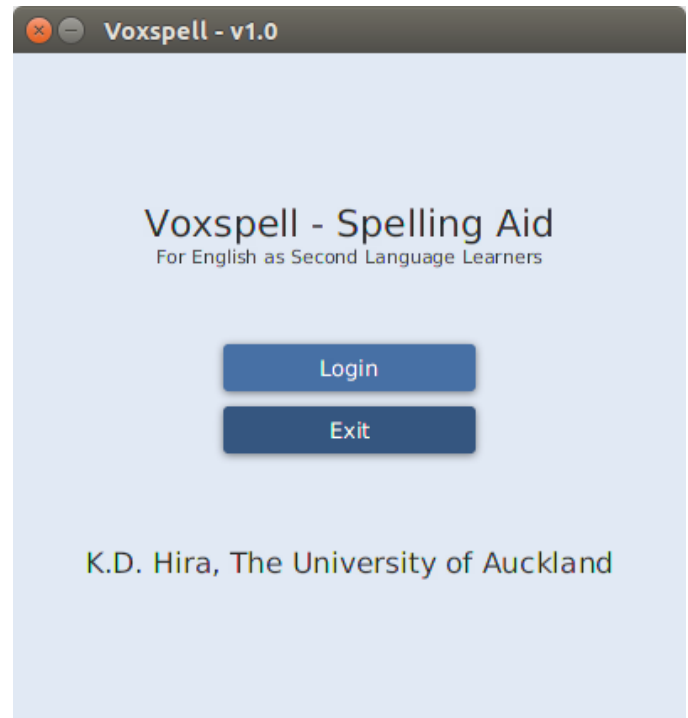 Voxspell - v1.0
Voxspell - Spelling Aid
For English as Second Language Learners
Login
Exit
K.D. Hira, The University of Auckland